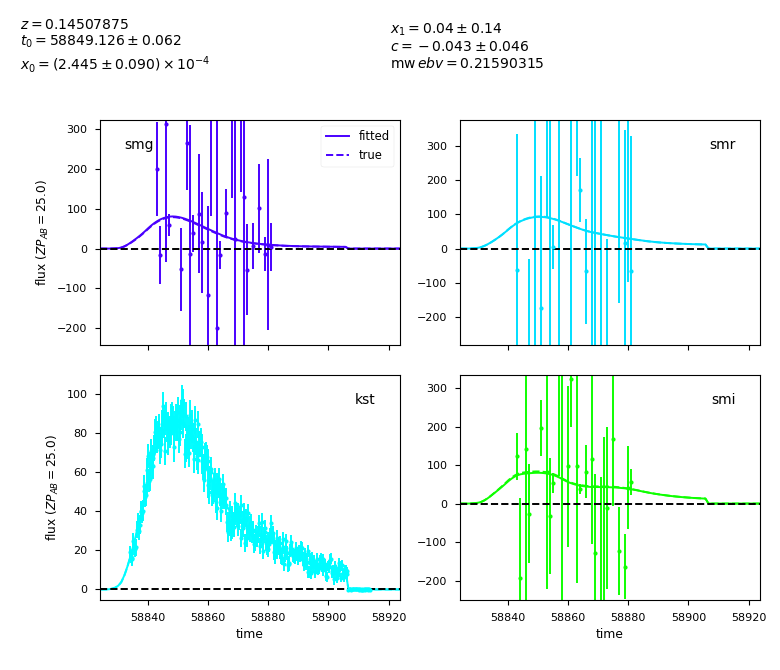 z = 0.14507875
t₀ = 58849.126 ± 0.062
x₀ = (2.445 ± 0.090) × 10⁻⁴
x₁ = 0.04 ± 0.14
c = −0.043 ± 0.046
mw ebv = 0.21590315
smg
fitted
true
300
200
100
0
−100
−200
flux (ZP_AB = 25.0)
smr
300
200
100
0
−100
−200
kst
100
80
60
40
20
0
flux (ZP_AB = 25.0)
58840 58860 58880 58900 58920
time
smi
300
200
100
0
−100
−200
58840 58860 58880 58900 58920
time